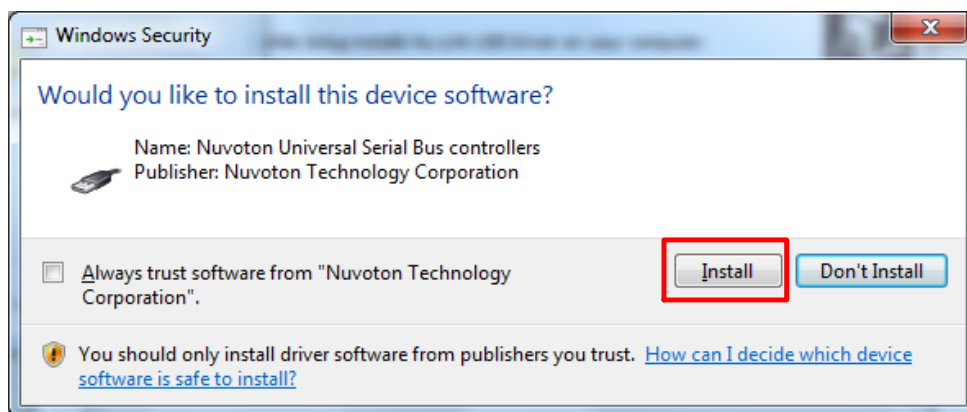 Windows Security
Would you like to install this device software?
Name: Nuvoton Universal Serial Bus controllers
Publisher: Nuvoton Technology Corporation
Always trust software from "Nuvoton Technology
Corporation".
Install
Don't Install
You should only install driver software from publishers you trust. How can I decide which device
software is safe to install?